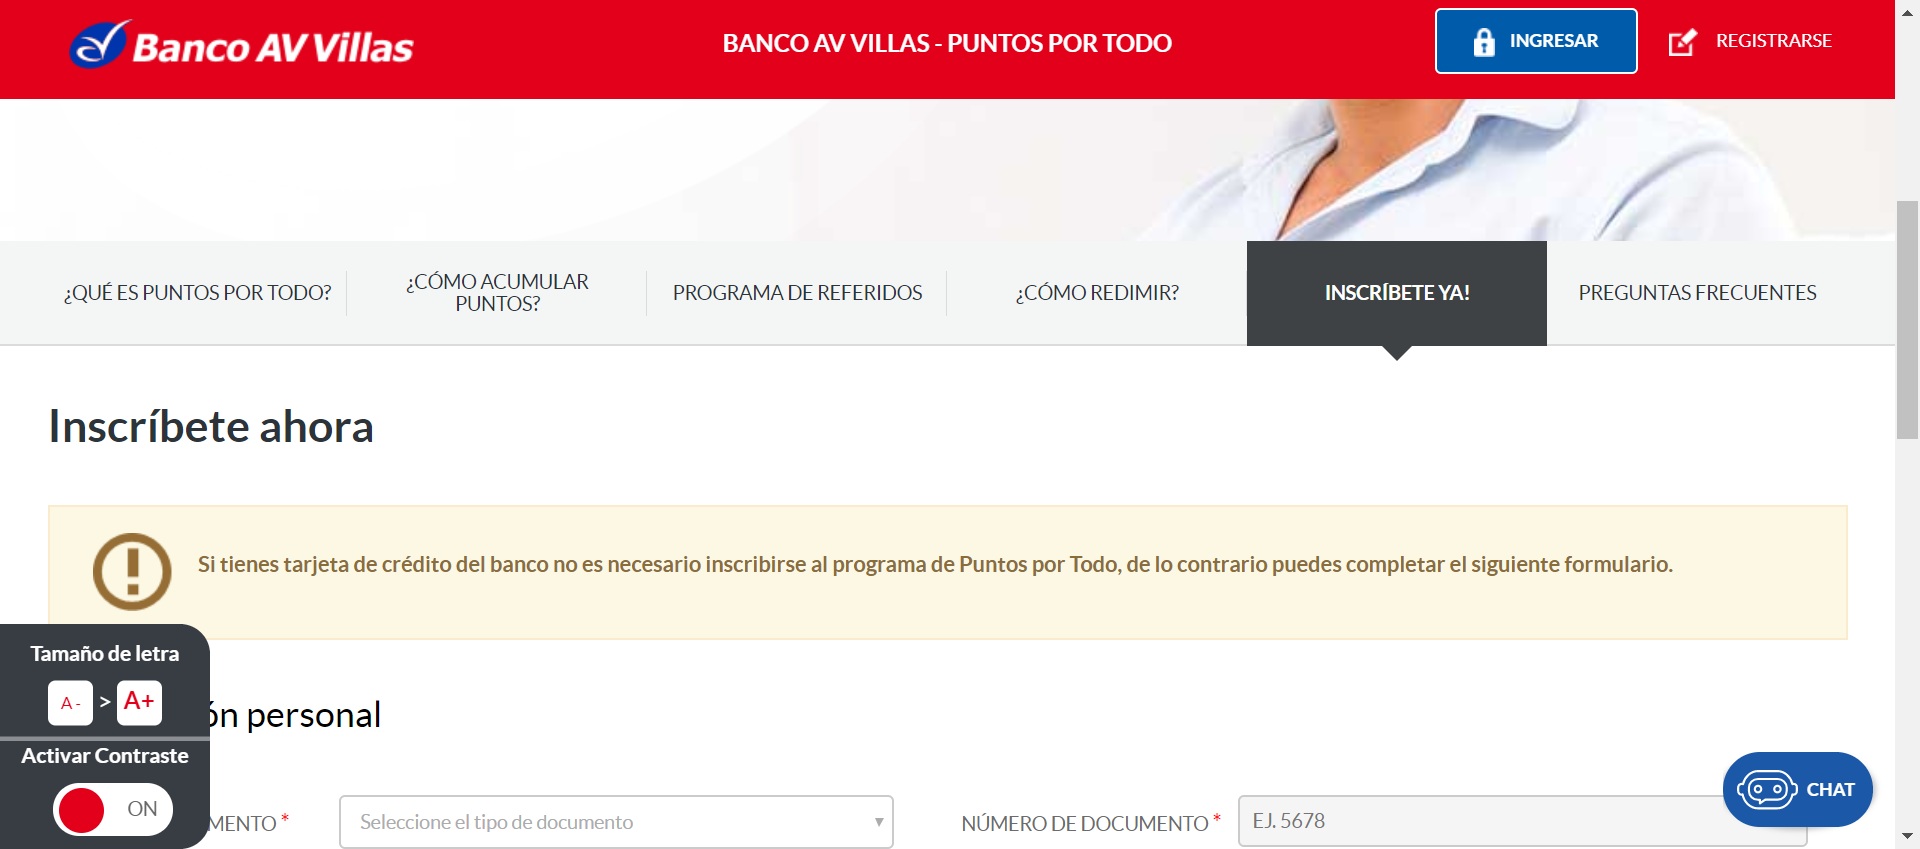 Banco AV Villas
BANCO AV VILLAS - PUNTOS POR TODO
INGRESAR
REGISTRARSE
¿QUÉ ES PUNTOS POR TODO?
¿CÓMO ACUMULAR
PUNTOS?
PROGRAMA DE REFERIDOS
¿CÓMO REDIMIR?
INSCRÍBETE YA!
PREGUNTAS FRECUENTES
Inscríbete ahora
Si tienes tarjeta de crédito del banco no es necesario inscribirse al programa de Puntos por Todo, de lo contrario puedes completar el siguiente formulario.
Tamaño de letra
A - > A+
ón personal
Activar Contraste
ON
MENTO *
Seleccione el tipo de documento
NÚMERO DE DOCUMENTO *
EJ. 5678
CHAT